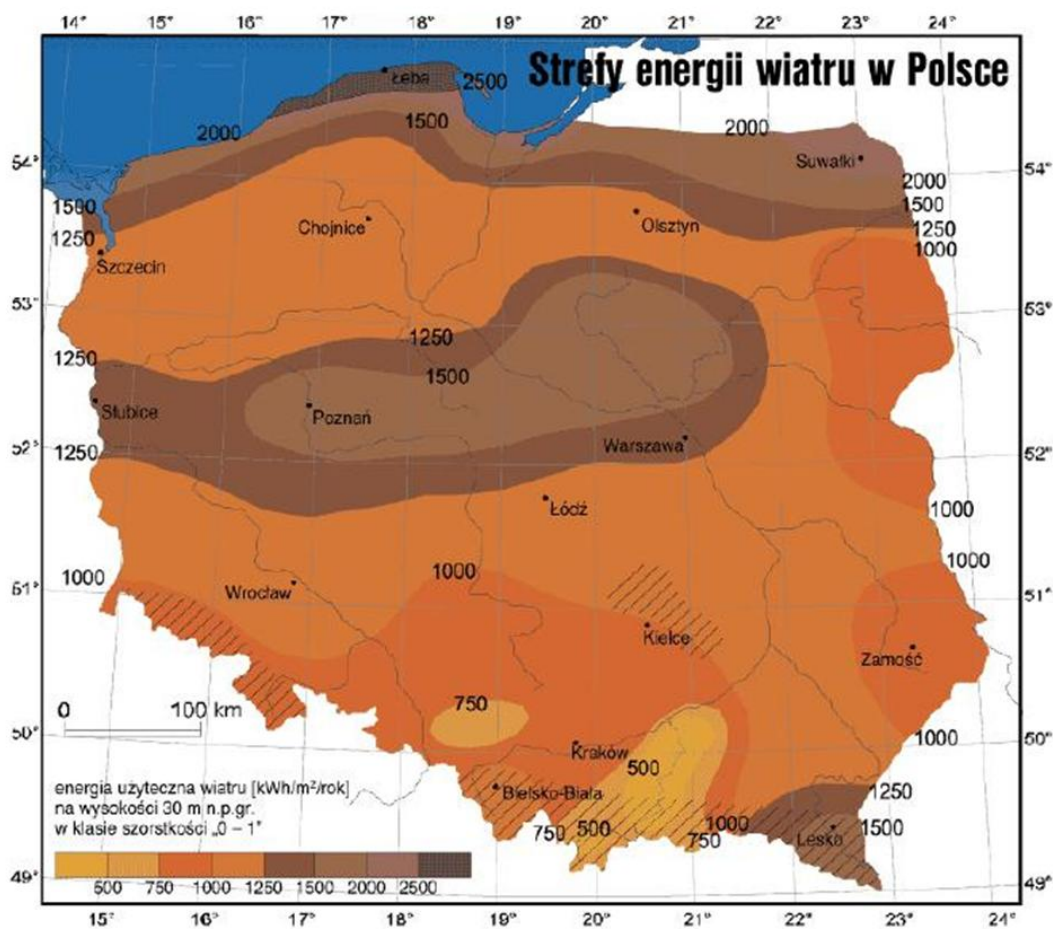 14° 15° 16° 17° 18° 19° 20° 21° 22° 23° 24°
Strefy energii wiatru w Polsce
Łeba
2500
2000
1500
2000
54°
Suwałki
54°
2000
1500
1500
Chojnice
Olsztyn
1250
1250
1000
Szczecin
53°
53°
1250
1250
1500
Słubice
Poznań
Warszawa
52°
1250
52°
Łódź
1000
1000
1000
1000
51°
Wrocław
51°
Kielce
Zamość
750
0 100 km
50°
Kraków
1000
50°
500
energia użyteczna wiatru [kWh/m²/rok]
na wysokości 30 m n.p.gr.
w klasie szorstkości „0 – 1"
Bielsko-Biała
1250
750 500
750
1000
1500
Lesko
49°
500 750 1000 1250 1500 2000 2500
49°
15° 16° 17° 18° 19° 20° 21° 22° 23° 24°